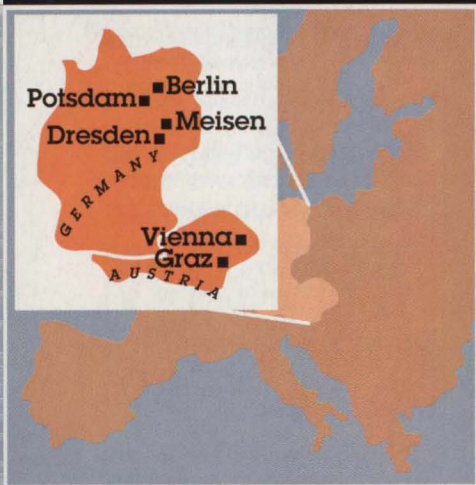 Berlin
Potsdam
Meisen
Dresden
GERMANY
Vienna
Graz
AUSTRIA